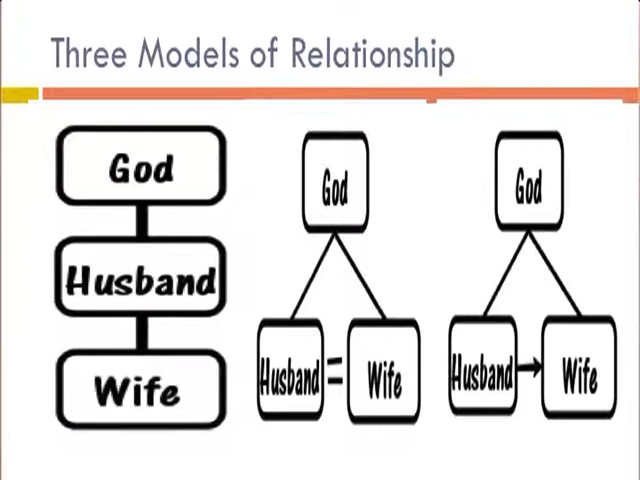 Three Models of Relationship
God
Husband
Wife
God
Husband = Wife
God
Husband → Wife